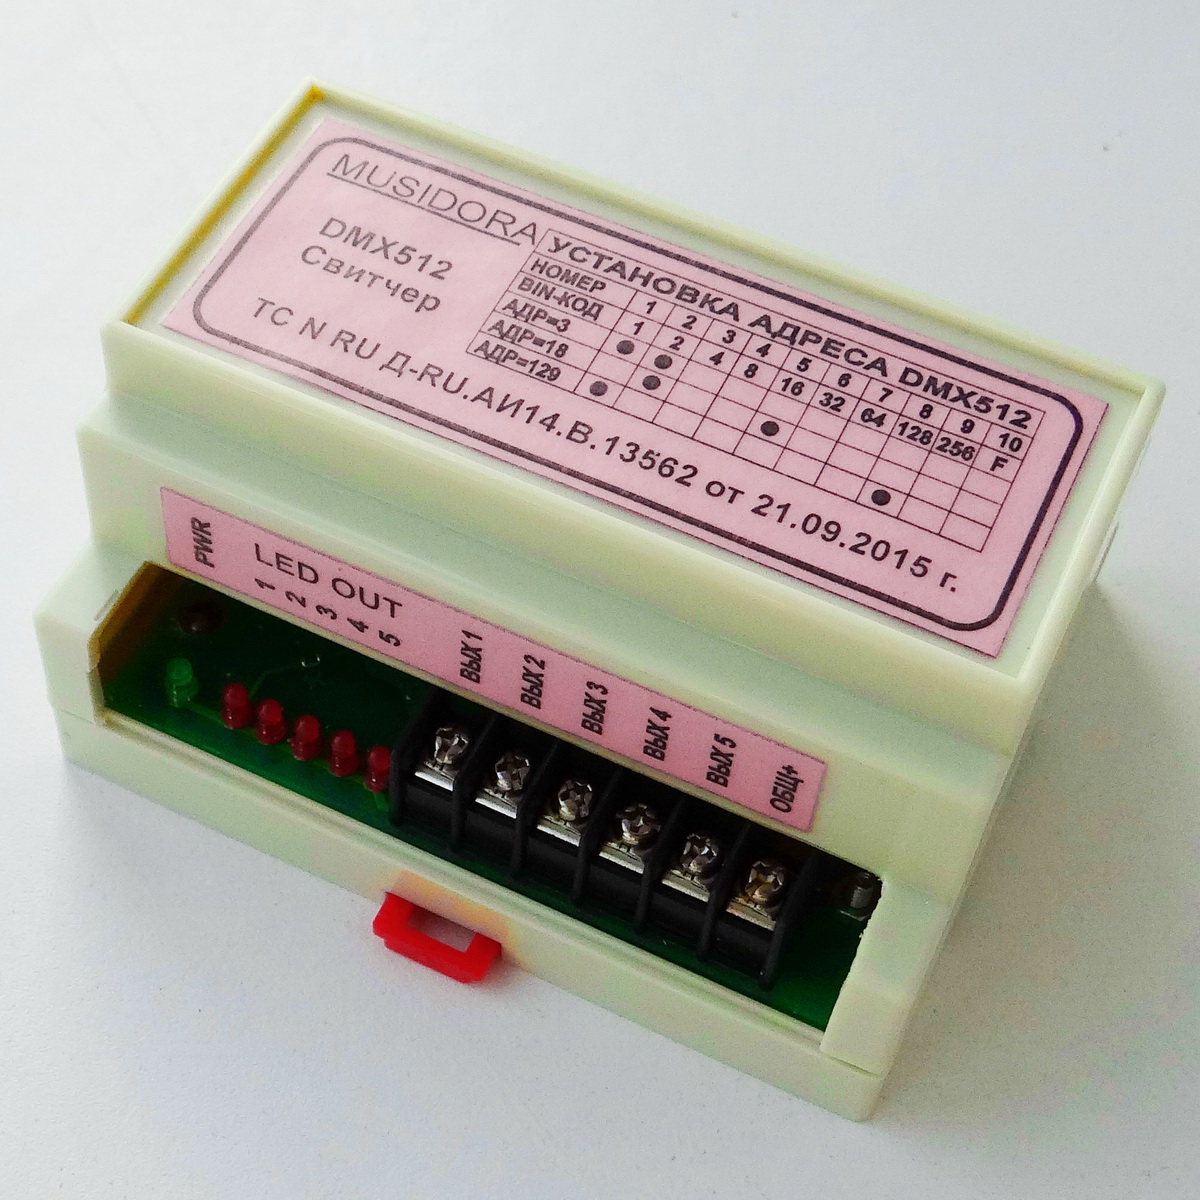 MUSIDORA
DMX512
Свитчер
УСТАНОВКА АДРЕСА DMX512
НОМЕР 1 2 3 4 5 6 7 8 9 10
BIN-КОД 1 2 4 8 16 32 64 128 256 F
АДР=3
АДР=18
АДР=129
ТС N RU Д-RU.АИ14.В.13562 от 21.09.2015 г.
PWR
LED OUT
1 2 3 4 5
ВЫХ 1
ВЫХ 2
ВЫХ 3
ВЫХ 4
ВЫХ 5
ОБЩ+